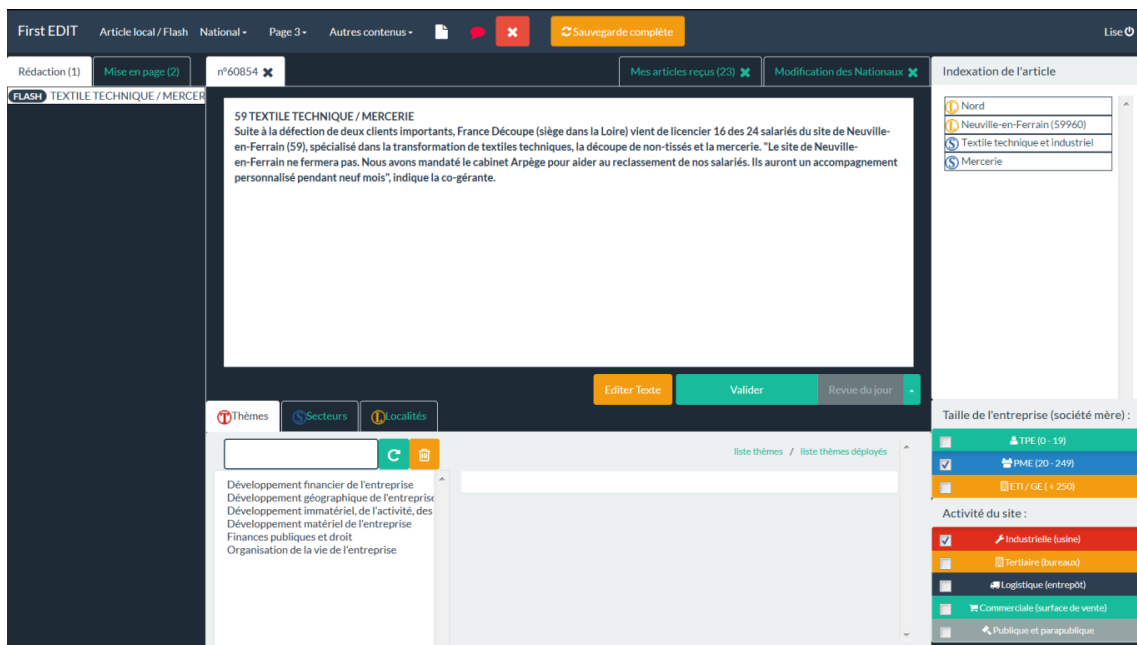 First EDIT Article local / Flash National Page 3 Autres contenus Sauvegarde complète Lise
Rédaction (1) Mise en page (2) n°60854 Mes articles reçus (23) Modification des Nationaux Indexation de l'article
FLASH TEXTILE TECHNIQUE / MERCER
59 TEXTILE TECHNIQUE / MERCERIE
Suite à la défection de deux clients importants, France Découpe (siège dans la Loire) vient de licencier 16 des 24 salariés du site de Neuville-
en-Ferrain (59), spécialisé dans la transformation de textiles techniques, la découpe de non-tissés et la mercerie. "Le site de Neuville-
en-Ferrain ne fermera pas. Nous avons mandaté le cabinet Arpège pour aider au reclassement de nos salariés. Ils auront un accompagnement
personnalisé pendant neuf mois", indique la co-gérante.
L Nord
L Neuville-en-Ferrain (59960)
S Textile technique et industriel
S Mercerie
Editer Texte Valider Revue du jour
T Thèmes S Secteurs L Localités
liste thèmes / liste thèmes déployés
Développement financier de l'entreprise
Développement géographique de l'entreprise
Développement immatériel, de l'activité, des
Développement matériel de l'entreprise
Finances publiques et droit
Organisation de la vie de l'entreprise
Taille de l'entreprise (société mère) :
TPE (0 - 19)
PME (20 - 249)
ETI / GE ( + 250)
Activité du site :
Industrielle (usine)
Tertiaire (bureaux)
Logistique (entrepôt)
Commerciale (surface de vente)
Publique et parapublique